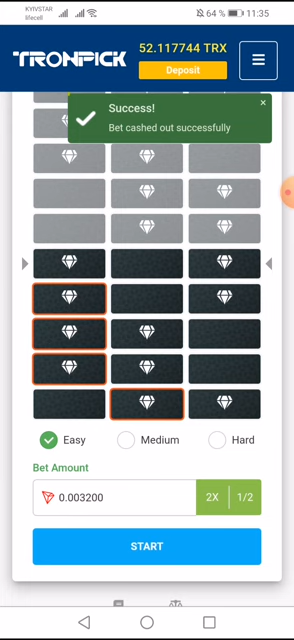 KYIVSTAR
lifecell
64 %
11:35
TRONPICK
52.117744 TRX
Deposit
Success!
×
Bet cashed out successfully
Easy
Medium
Hard
Bet Amount
0.003200
2X
1/2
START